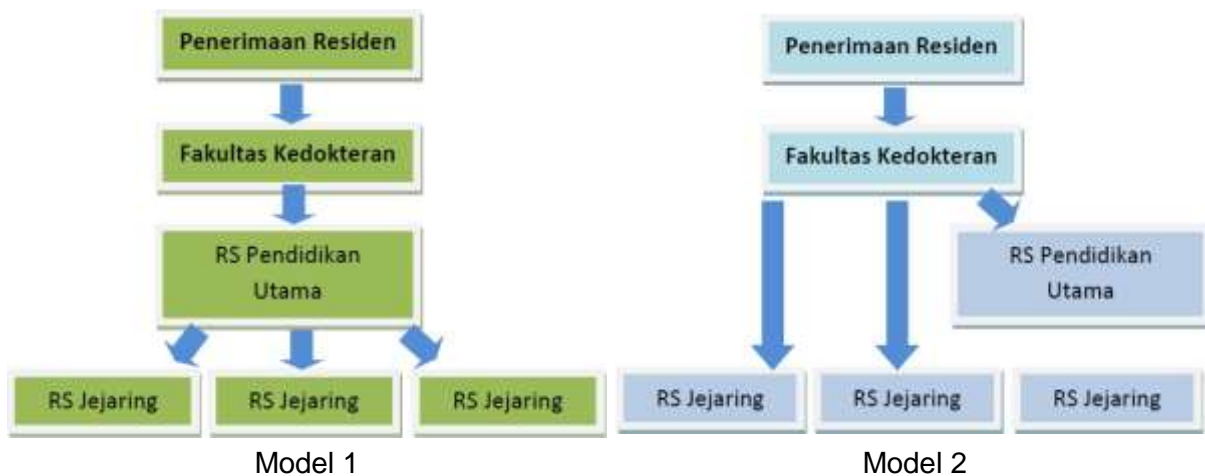 Penerimaan Residen
Fakultas Kedokteran
RS Pendidikan
Utama
RS Jejaring
RS Jejaring
RS Jejaring
Model 1
Penerimaan Residen
Fakultas Kedokteran
RS Pendidikan
Utama
RS Jejaring
RS Jejaring
RS Jejaring
Model 2